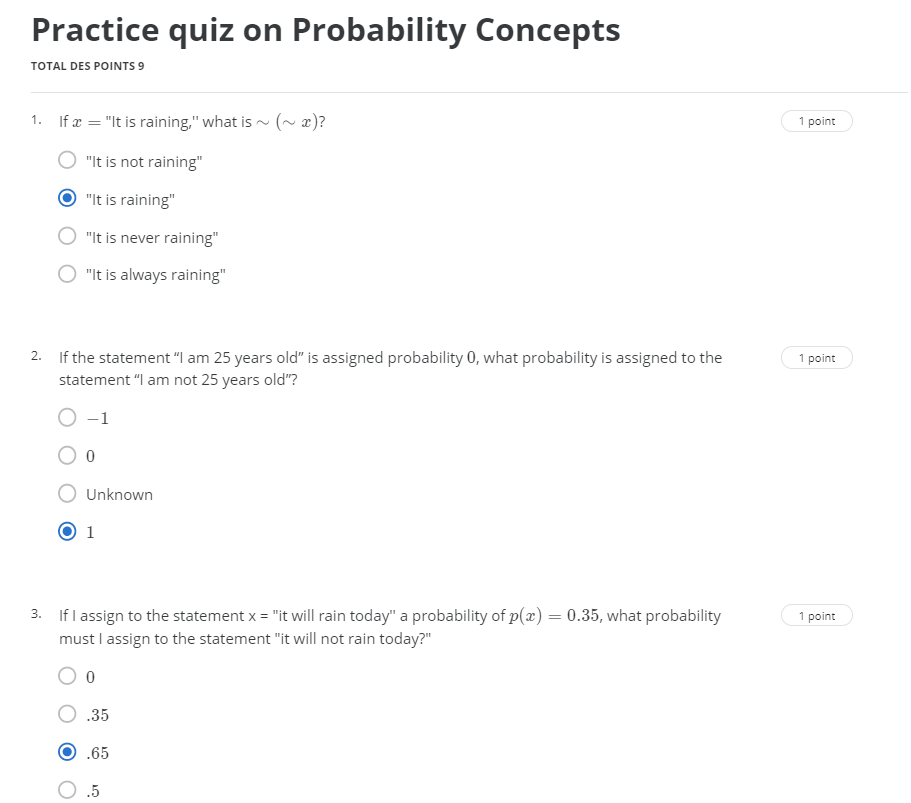 Practice quiz on Probability Concepts
TOTAL DES POINTS 9
1. If x = "It is raining,'' what is ∼ (∼ x)?
1 point
"It is not raining"
"It is raining"
"It is never raining"
"It is always raining"
2. If the statement “I am 25 years old” is assigned probability 0, what probability is assigned to the
statement “I am not 25 years old”?
1 point
−1
0
Unknown
1
3. If I assign to the statement x = "it will rain today" a probability of p(x) = 0.35, what probability
must I assign to the statement "it will not rain today?"
1 point
0
.35
.65
.5